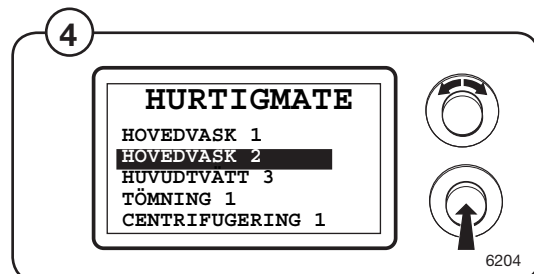 4
HURTIGMATE
HOVEDVASK 1
HOVEDVASK 2
HUVUDTVÄTT 3
TÖMNING 1
CENTRIFUGERING 1
6204